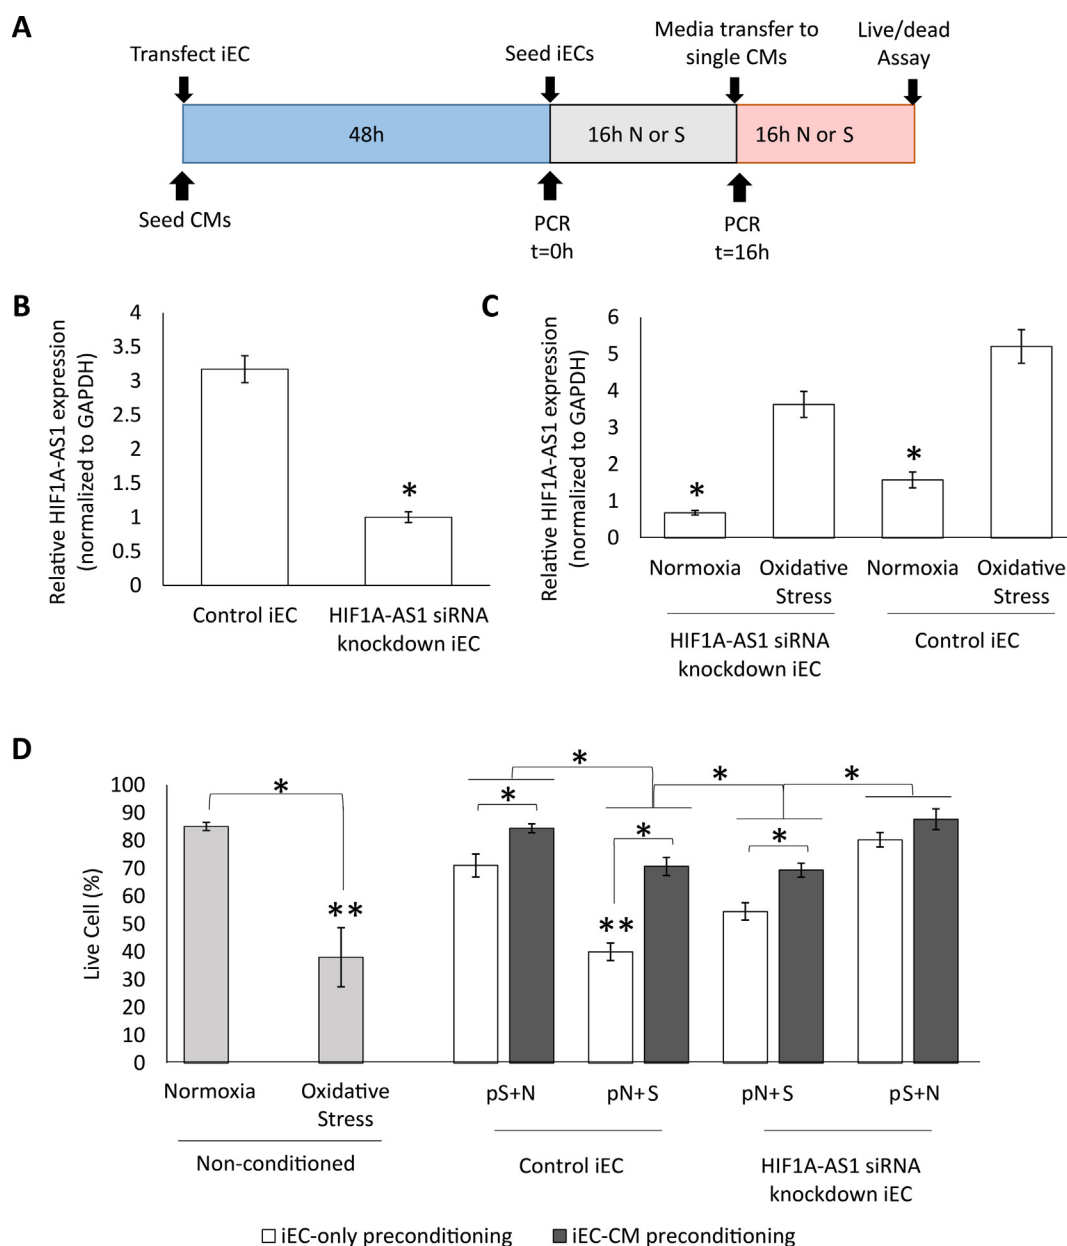 A
Transfect iEC
Seed iECs
Media transfer to
single CMs
Live/dead
Assay
48h
16h N or S
16h N or S
Seed CMs
PCR
t=0h
PCR
t=16h
B
Relative HIF1A-AS1 expression
(normalized to GAPDH)
4
3.5
3
2.5
2
1.5
1
0.5
0
*
Control iEC
HIF1A-AS1 siRNA
knockdown iEC
C
Relative HIF1A-AS1 expression
(normalized to GAPDH)
6
5
4
3
2
1
0
*
*
Normoxia
Oxidative
Stress
Normoxia
Oxidative
Stress
HIF1A-AS1 siRNA
knockdown iEC
Control iEC
D
Live Cell (%)
100
90
80
70
60
50
40
30
20
10
0
*
**
*
*
*
*
**
*
*
Normoxia
Oxidative
Stress
pS+N
pN+S
pN+S
pS+N
Non-conditioned
Control iEC
HIF1A-AS1 siRNA
knockdown iEC
iEC-only preconditioning
iEC-CM preconditioning